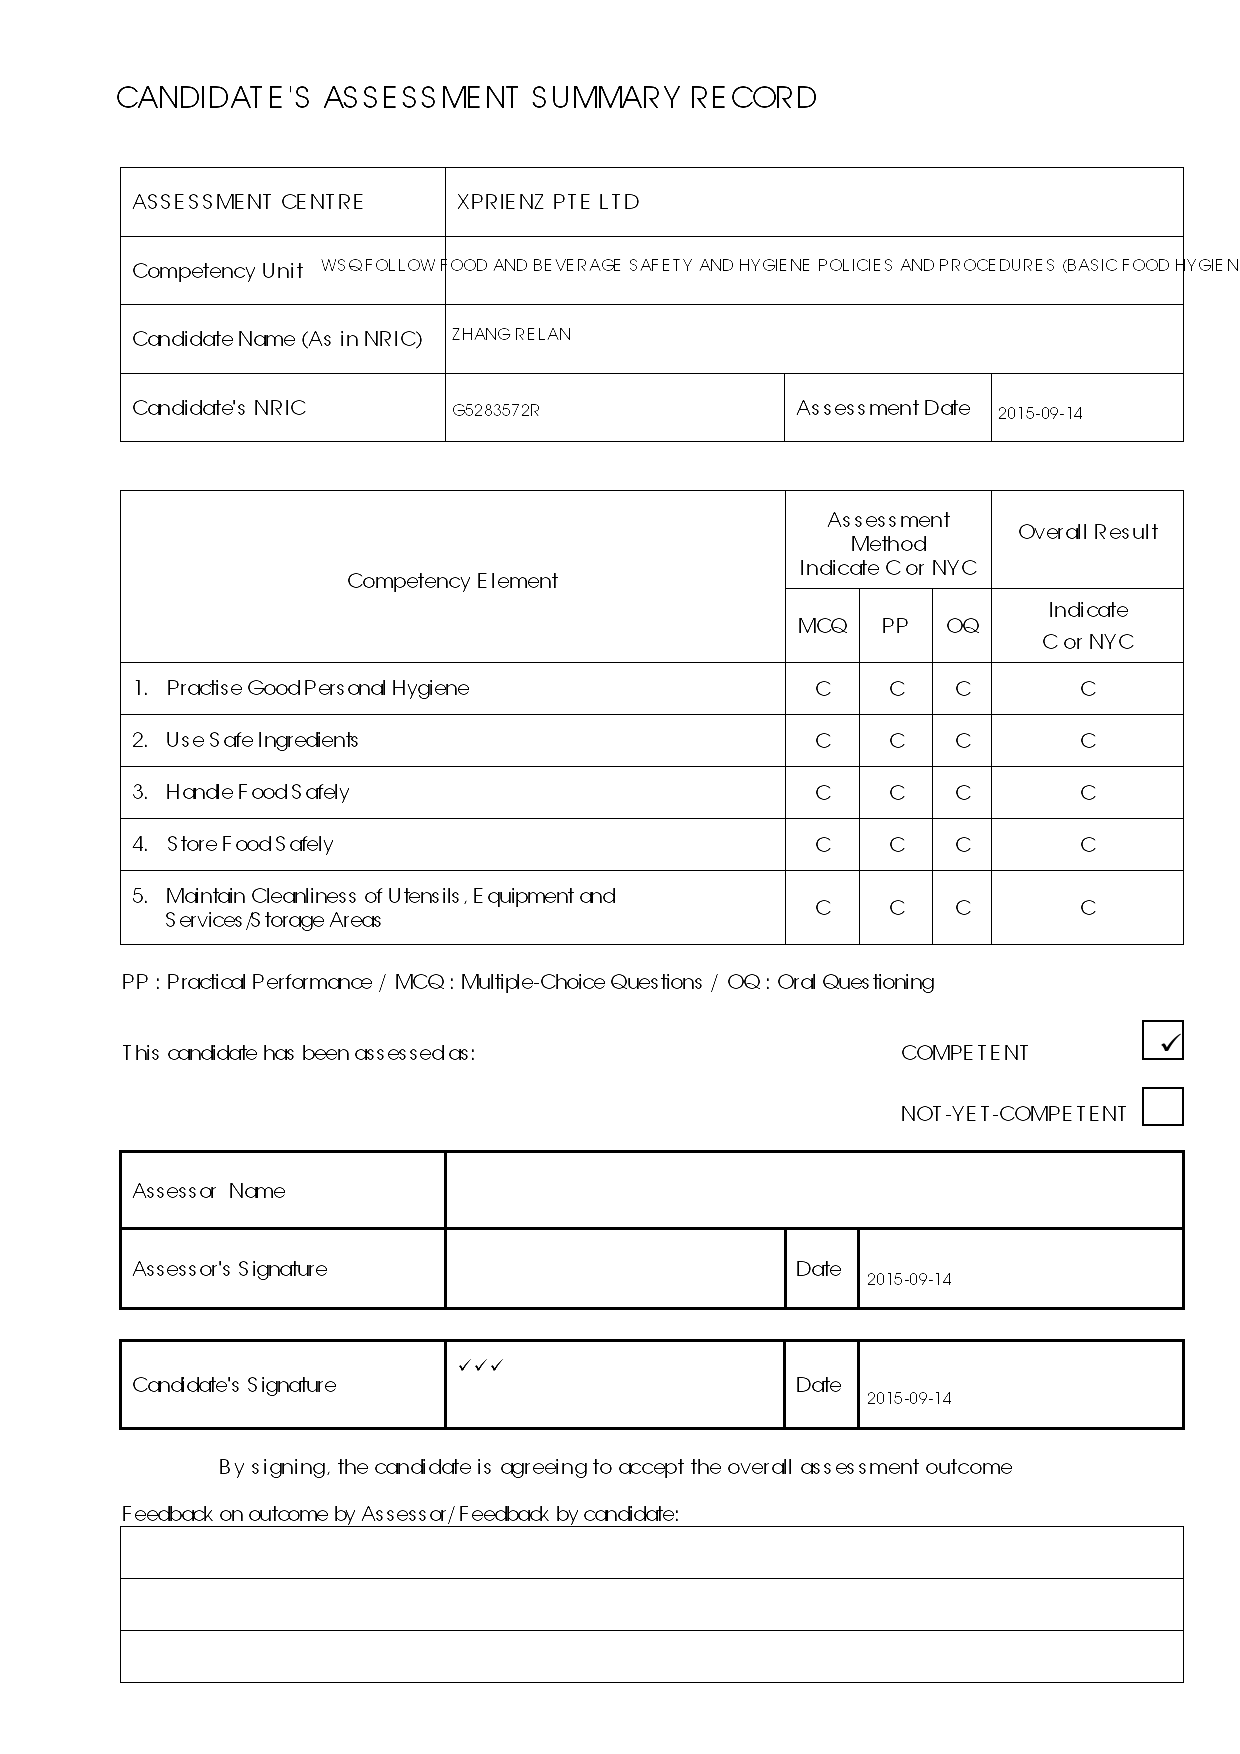 CANDIDATE'S ASSESSMENT SUMMARY RECORD
ASSESSMENT CENTRE XPRIENZ PTE LTD
Competency Unit WSQ FOLLOW FOOD AND BEVERAGE SAFETY AND HYGIENE POLICIES AND PROCEDURES (BASIC FOOD HYGIEN
Candidate Name (As in NRIC) ZHANG RELAN
Candidate's NRIC G5283572R Assessment Date 2015-09-14
Competency Element
Assessment
Method
Indicate C or NYC
Overall Result
MCQ PP OQ
Indicate
C or NYC
1. Practise Good Personal Hygiene C C C C
2. Use Safe Ingredients C C C C
3. Handle Food Safely C C C C
4. Store Food Safely C C C C
5. Maintain Cleanliness of Utensils, Equipment and
Services/Storage Areas C C C C
PP : Practical Performance / MCQ : Multiple-Choice Questions / OQ : Oral Questioning
This candidate has been assessed as: COMPETENT ✓
NOT-YET-COMPETENT
Assessor Name
Assessor's Signature Date 2015-09-14
Candidate's Signature ✓✓✓ Date 2015-09-14
By signing, the candidate is agreeing to accept the overall assessment outcome
Feedback on outcome by Assessor/ Feedback by candidate: